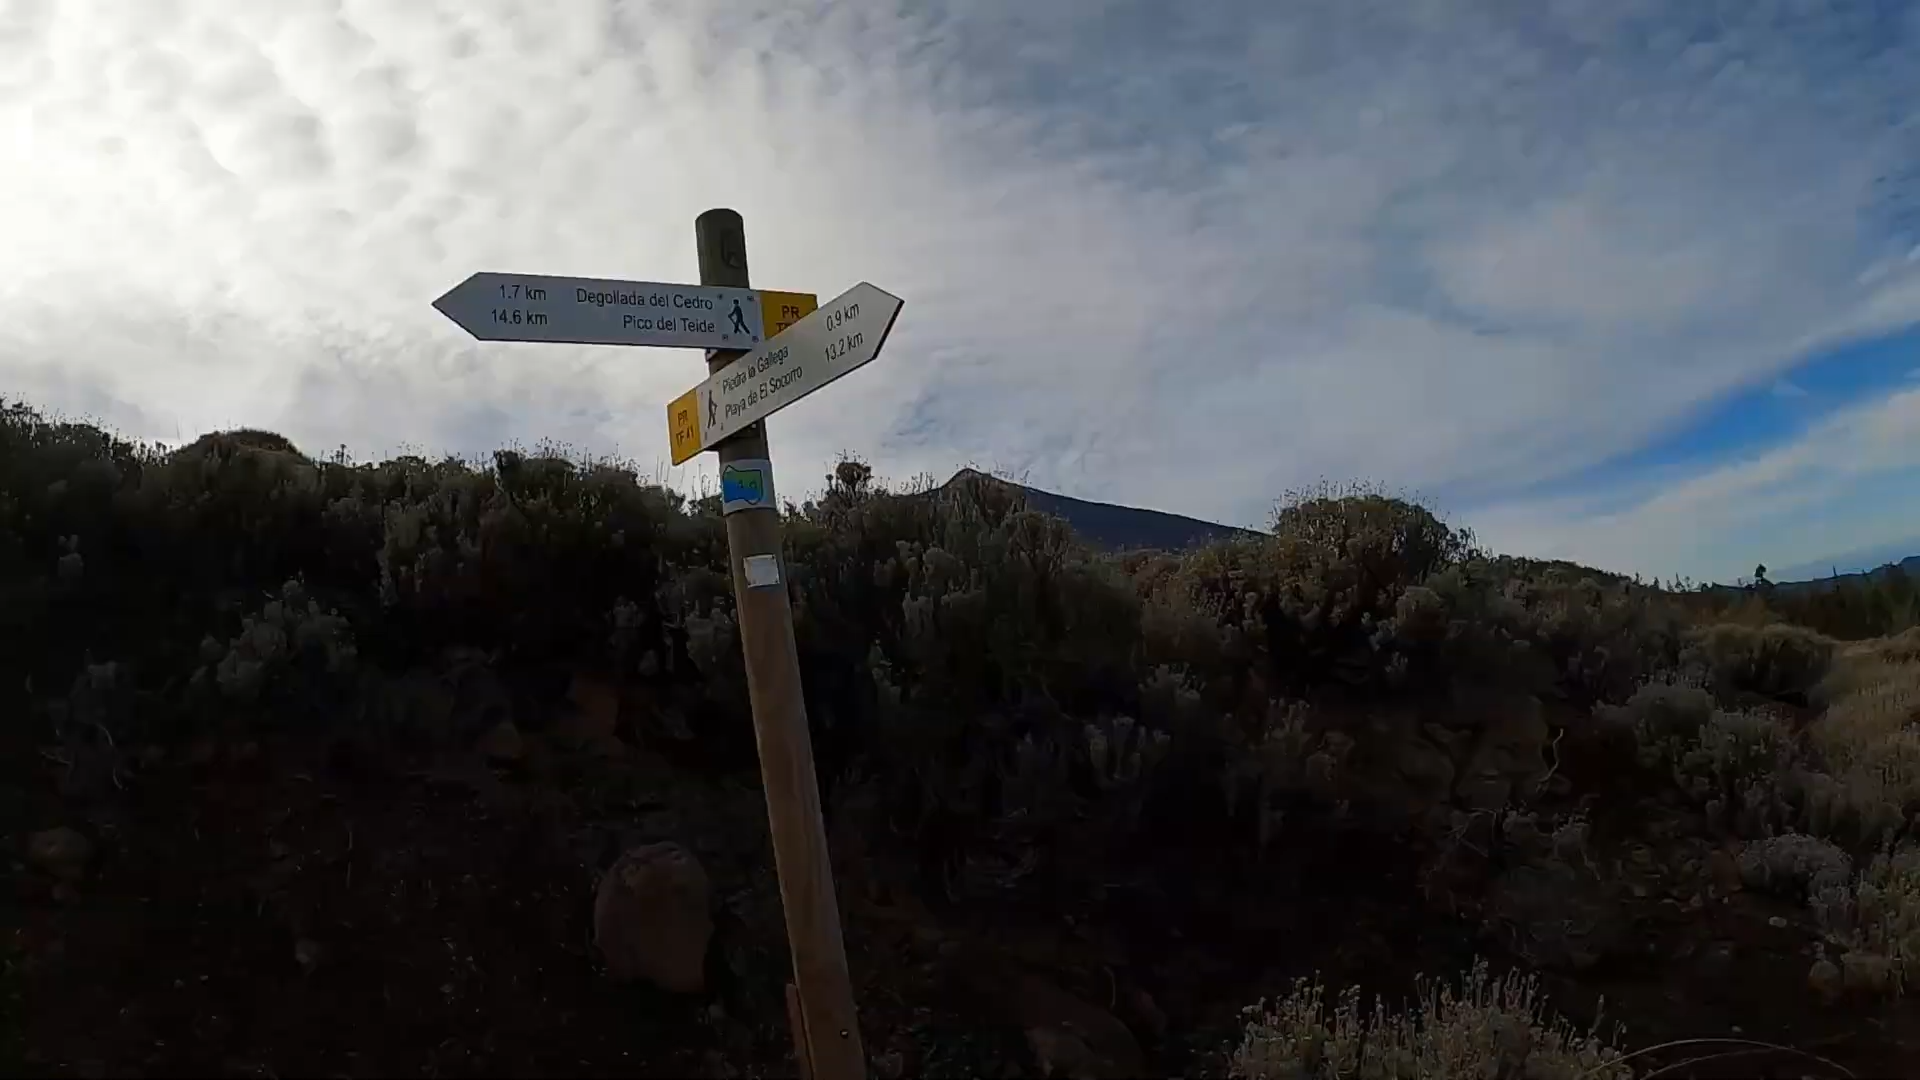 1.7 km Degollada del Cedro
14.6 km Pico del Teide
PR
Piedra la Gallega 0.9 km
Playa de El Socorro 13.2 km
PR
TF 41